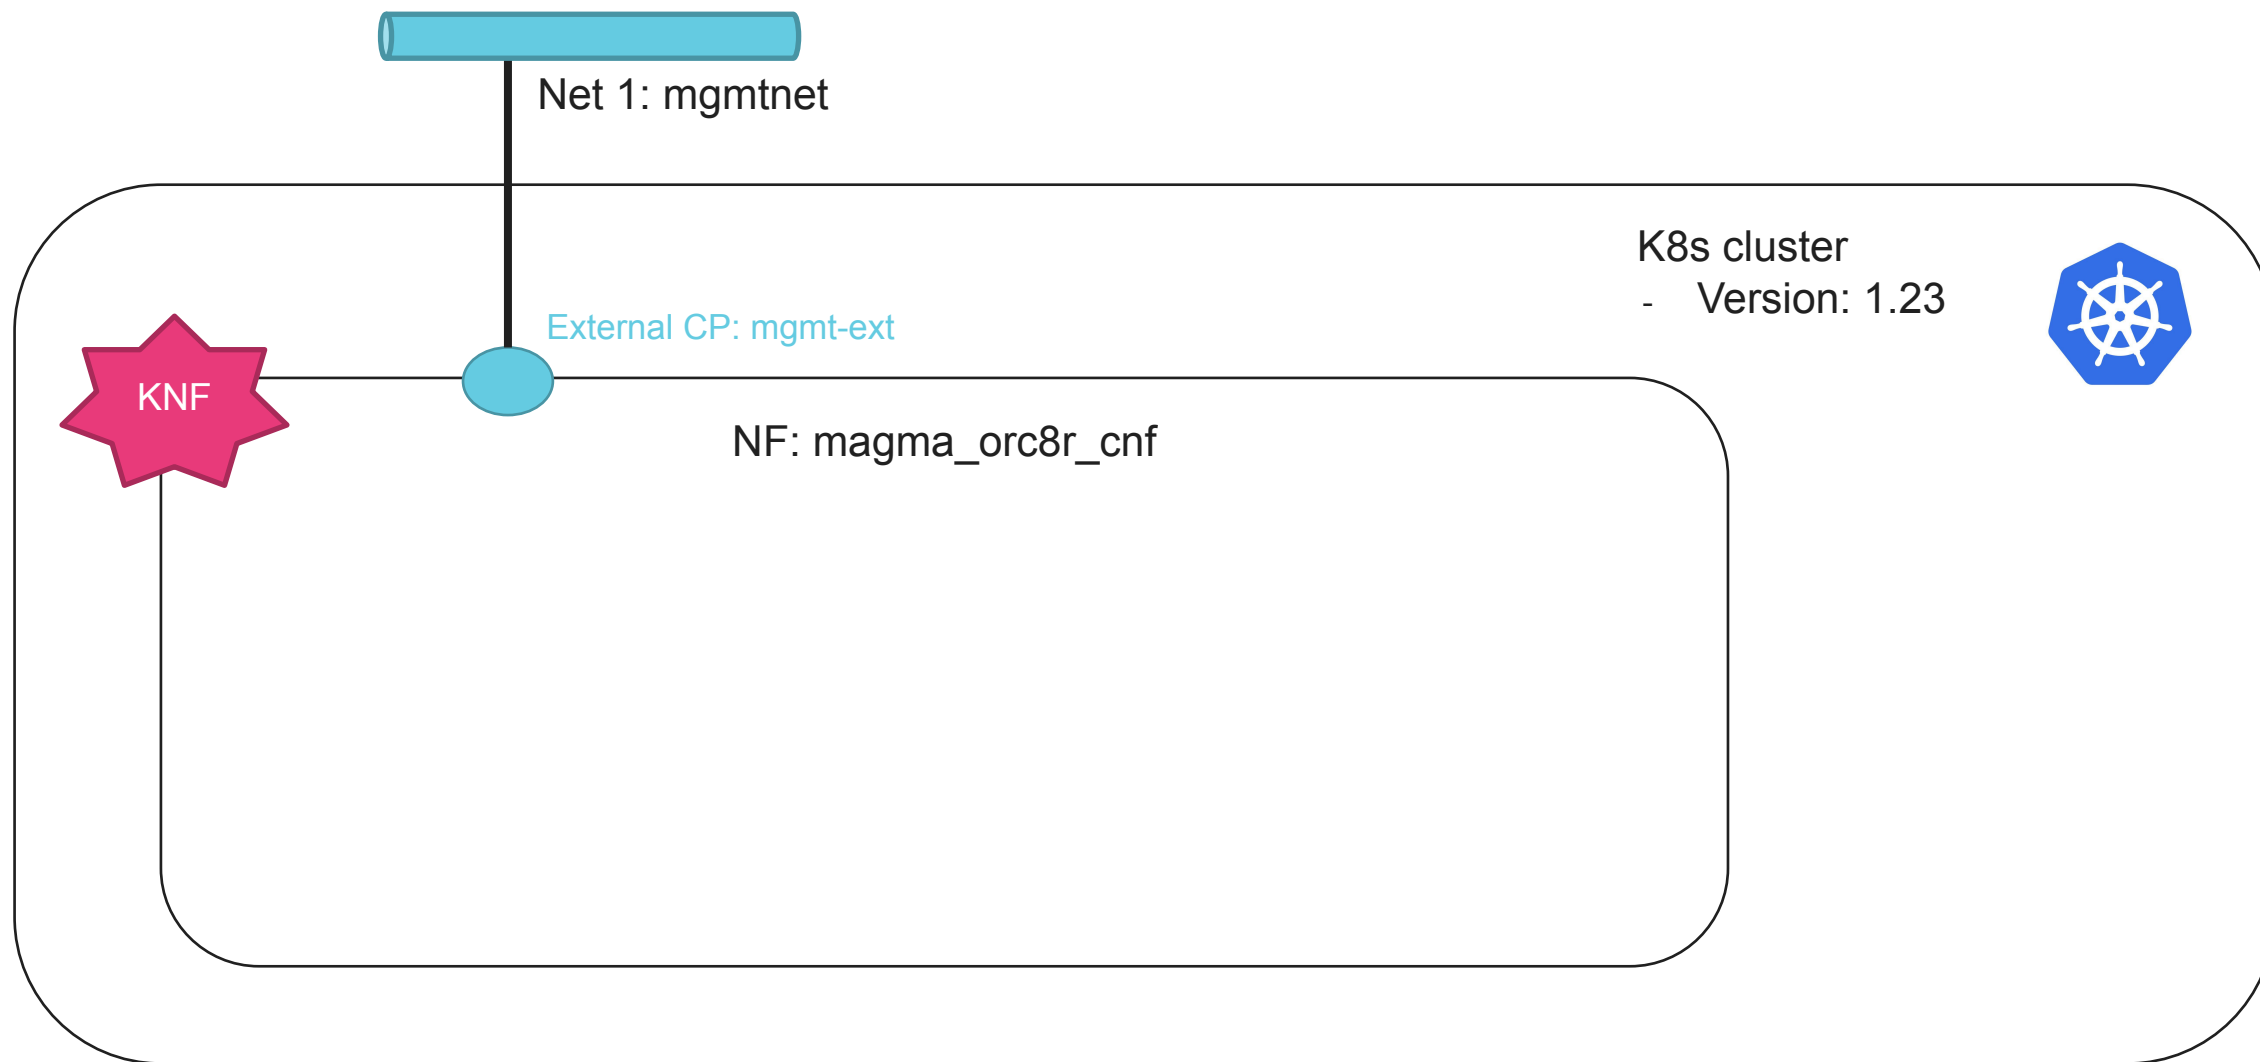 Net 1: mgmtnet
K8s cluster
- Version: 1.23
External CP: mgmt-ext
KNF
NF: magma_orc8r_cnf